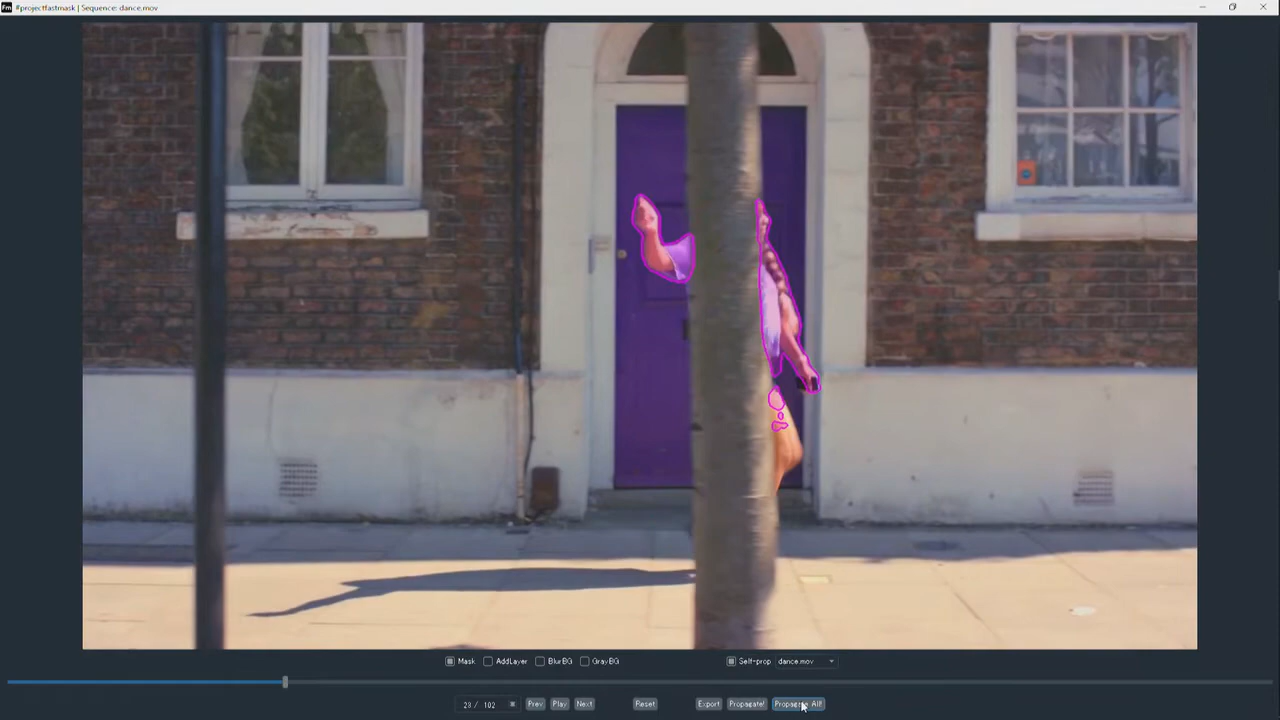 Fm #projectfastmask | Sequence: dance.mov
Mask AddLayer BlurBG GrayBG Self-prop dance.mov
23 / 102 Prev Play Next Reset Export Propagate! Propagate All!